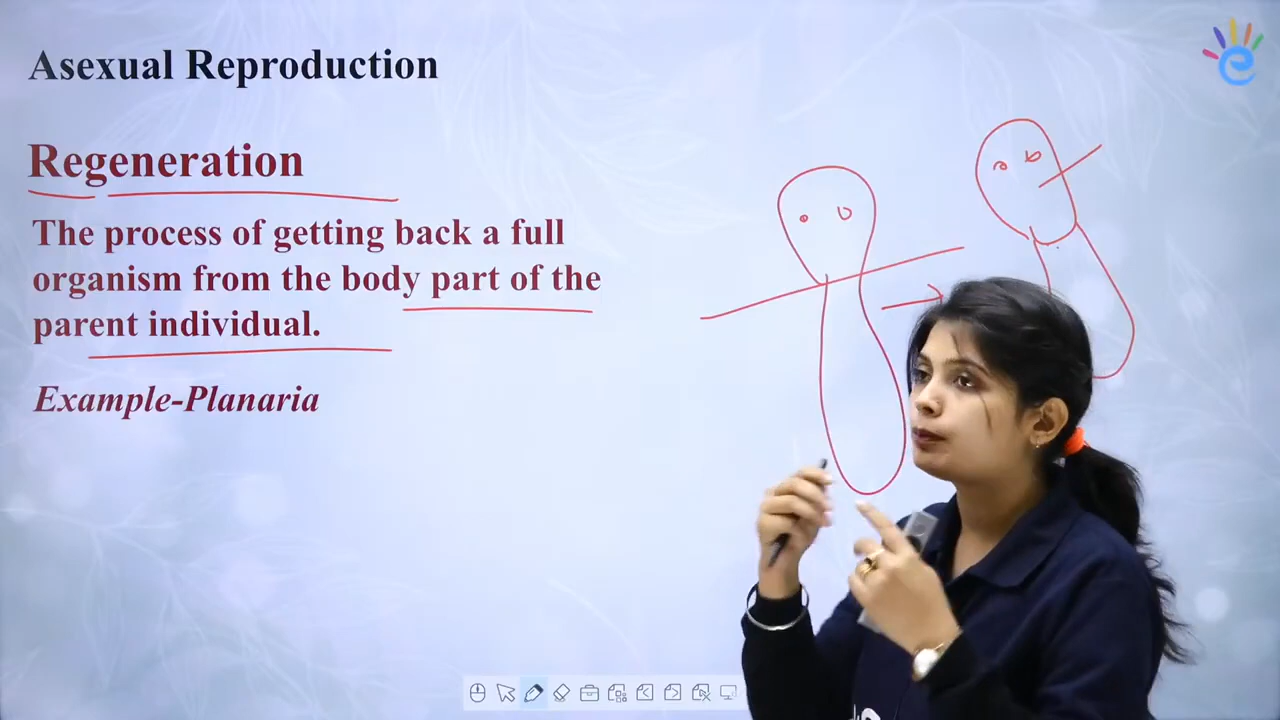 Asexual Reproduction
Regeneration
The process of getting back a full
organism from the body part of the
parent individual.
Example-Planaria